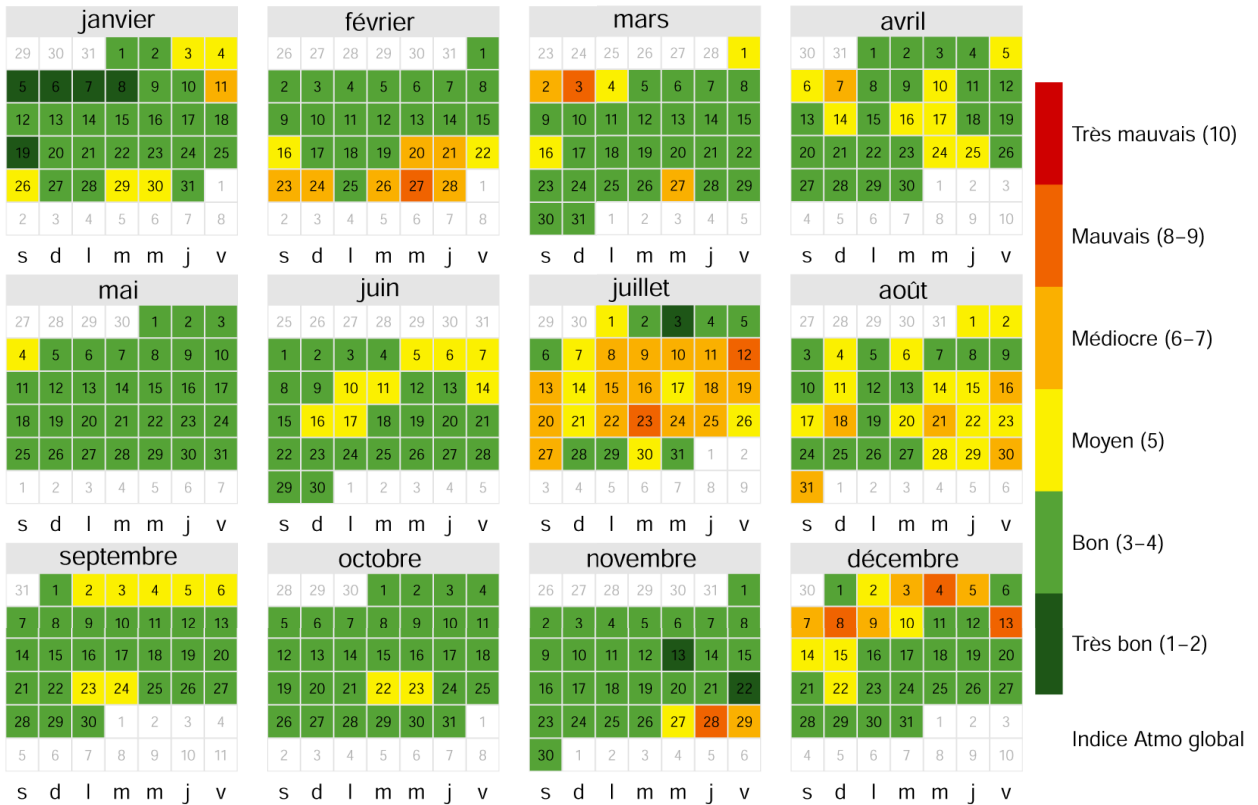 janvier
29 30 31 1 2 3 4
5 6 7 8 9 10 11
12 13 14 15 16 17 18
19 20 21 22 23 24 25
26 27 28 29 30 31 1
2 3 4 5 6 7 8
s d l m m j v
février
26 27 28 29 30 31 1
2 3 4 5 6 7 8
9 10 11 12 13 14 15
16 17 18 19 20 21 22
23 24 25 26 27 28 1
2 3 4 5 6 7 8
s d l m m j v
mars
23 24 25 26 27 28 1
2 3 4 5 6 7 8
9 10 11 12 13 14 15
16 17 18 19 20 21 22
23 24 25 26 27 28 29
30 31 1 2 3 4 5
s d l m m j v
avril
30 31 1 2 3 4 5
6 7 8 9 10 11 12
13 14 15 16 17 18 19
20 21 22 23 24 25 26
27 28 29 30 1 2 3
4 5 6 7 8 9 10
s d l m m j v
mai
27 28 29 30 1 2 3
4 5 6 7 8 9 10
11 12 13 14 15 16 17
18 19 20 21 22 23 24
25 26 27 28 29 30 31
1 2 3 4 5 6 7
s d l m m j v
juin
25 26 27 28 29 30 31
1 2 3 4 5 6 7
8 9 10 11 12 13 14
15 16 17 18 19 20 21
22 23 24 25 26 27 28
29 30 1 2 3 4 5
s d l m m j v
juillet
29 30 1 2 3 4 5
6 7 8 9 10 11 12
13 14 15 16 17 18 19
20 21 22 23 24 25 26
27 28 29 30 31 1 2
3 4 5 6 7 8 9
s d l m m j v
août
27 28 29 30 31 1 2
3 4 5 6 7 8 9
10 11 12 13 14 15 16
17 18 19 20 21 22 23
24 25 26 27 28 29 30
31 1 2 3 4 5 6
s d l m m j v
septembre
31 1 2 3 4 5 6
7 8 9 10 11 12 13
14 15 16 17 18 19 20
21 22 23 24 25 26 27
28 29 30 1 2 3 4
5 6 7 8 9 10 11
s d l m m j v
octobre
28 29 30 1 2 3 4
5 6 7 8 9 10 11
12 13 14 15 16 17 18
19 20 21 22 23 24 25
26 27 28 29 30 31 1
2 3 4 5 6 7 8
s d l m m j v
novembre
26 27 28 29 30 31 1
2 3 4 5 6 7 8
9 10 11 12 13 14 15
16 17 18 19 20 21 22
23 24 25 26 27 28 29
30 1 2 3 4 5 6
s d l m m j v
décembre
30 1 2 3 4 5 6
7 8 9 10 11 12 13
14 15 16 17 18 19 20
21 22 23 24 25 26 27
28 29 30 31 1 2 3
4 5 6 7 8 9 10
s d l m m j v
Très mauvais (10)
Mauvais (8–9)
Médiocre (6–7)
Moyen (5)
Bon (3–4)
Très bon (1–2)
Indice Atmo global